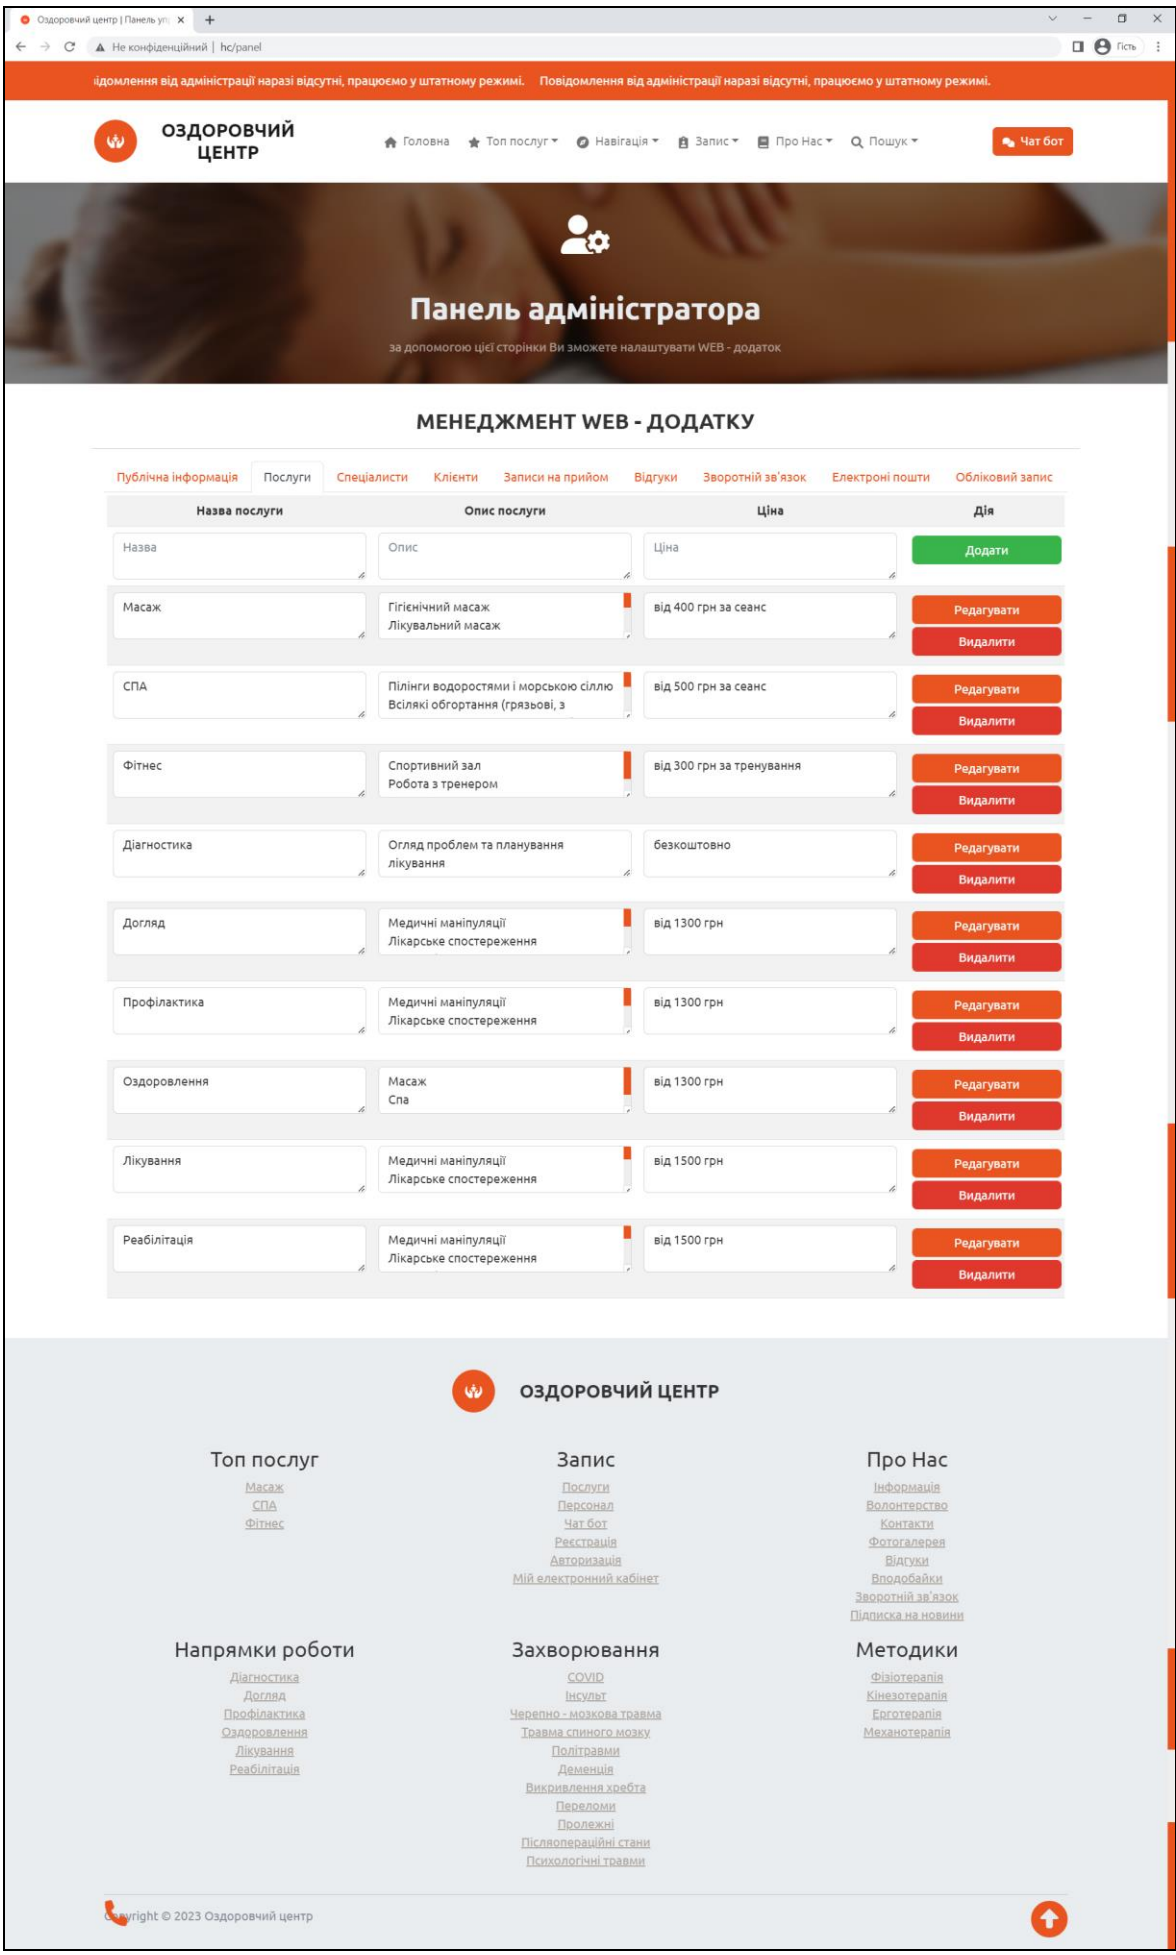 Оздоровчий центр | Панель уп
Не конфіденційний | hc/panel
Гість
ідомлення від адміністрації наразі відсутні, працюємо у штатному режимі. Повідомлення від адміністрації наразі відсутні, працюємо у штатному режимі.
ОЗДОРОВЧИЙ
ЦЕНТР
Головна Топ послуг Навігація Запис Про Нас Пошук Чат бот
Панель адміністратора
за допомогою цієї сторінки Ви зможете налаштувати WEB - додаток
МЕНЕДЖМЕНТ WEB - ДОДАТКУ
Публічна інформація Послуги Спеціалисти Клієнти Записи на прийом Відгуки Зворотній зв'язок Електроні пошти Обліковий запис
Назва послуги Опис послуги Ціна Дія
Назва Опис Ціна Додати
Масаж Гігієнічний масаж від 400 грн за сеанс Редагувати
Лікувальний масаж
Видалити
СПА Пілінги водоростями і морською сіллю від 500 грн за сеанс Редагувати
Всілякі обгортання (грязьові, з
Видалити
Фітнес Спортивний зал від 300 грн за тренування Редагувати
Робота з тренером
Видалити
Діагностика Огляд проблем та планування безкоштовно Редагувати
лікування
Видалити
Догляд Медичні маніпуляції від 1300 грн Редагувати
Лікарське спостереження
Видалити
Профілактика Медичні маніпуляції від 1300 грн Редагувати
Лікарське спостереження
Видалити
Оздоровлення Масаж від 1300 грн Редагувати
Спа
Видалити
Лікування Медичні маніпуляції від 1500 грн Редагувати
Лікарське спостереження
Видалити
Реабілітація Медичні маніпуляції від 1500 грн Редагувати
Лікарське спостереження
Видалити
ОЗДОРОВЧИЙ ЦЕНТР
Топ послуг
Масаж
СПА
Фітнес
Запис
Послуги
Персонал
Чат бот
Реєстрація
Авторизація
Мій електронний кабінет
Про Нас
Інформація
Волонтерство
Контакти
Фотогалерея
Відгуки
Вподобайки
Зворотній зв'язок
Підписка на новини
Напрямки роботи
Діагностика
Догляд
Профілактика
Оздоровлення
Лікування
Реабілітація
Захворювання
COVID
Інсульт
Черепно - мозкова травма
Травма спиного мозку
Політравми
Деменція
Викривлення хребта
Переломи
Пролежні
Післяопераційні стани
Психологічні травми
Методики
Фізіотерапія
Кінезотерапія
Ерготерапія
Механотерапія
Copyright © 2023 Оздоровчий центр